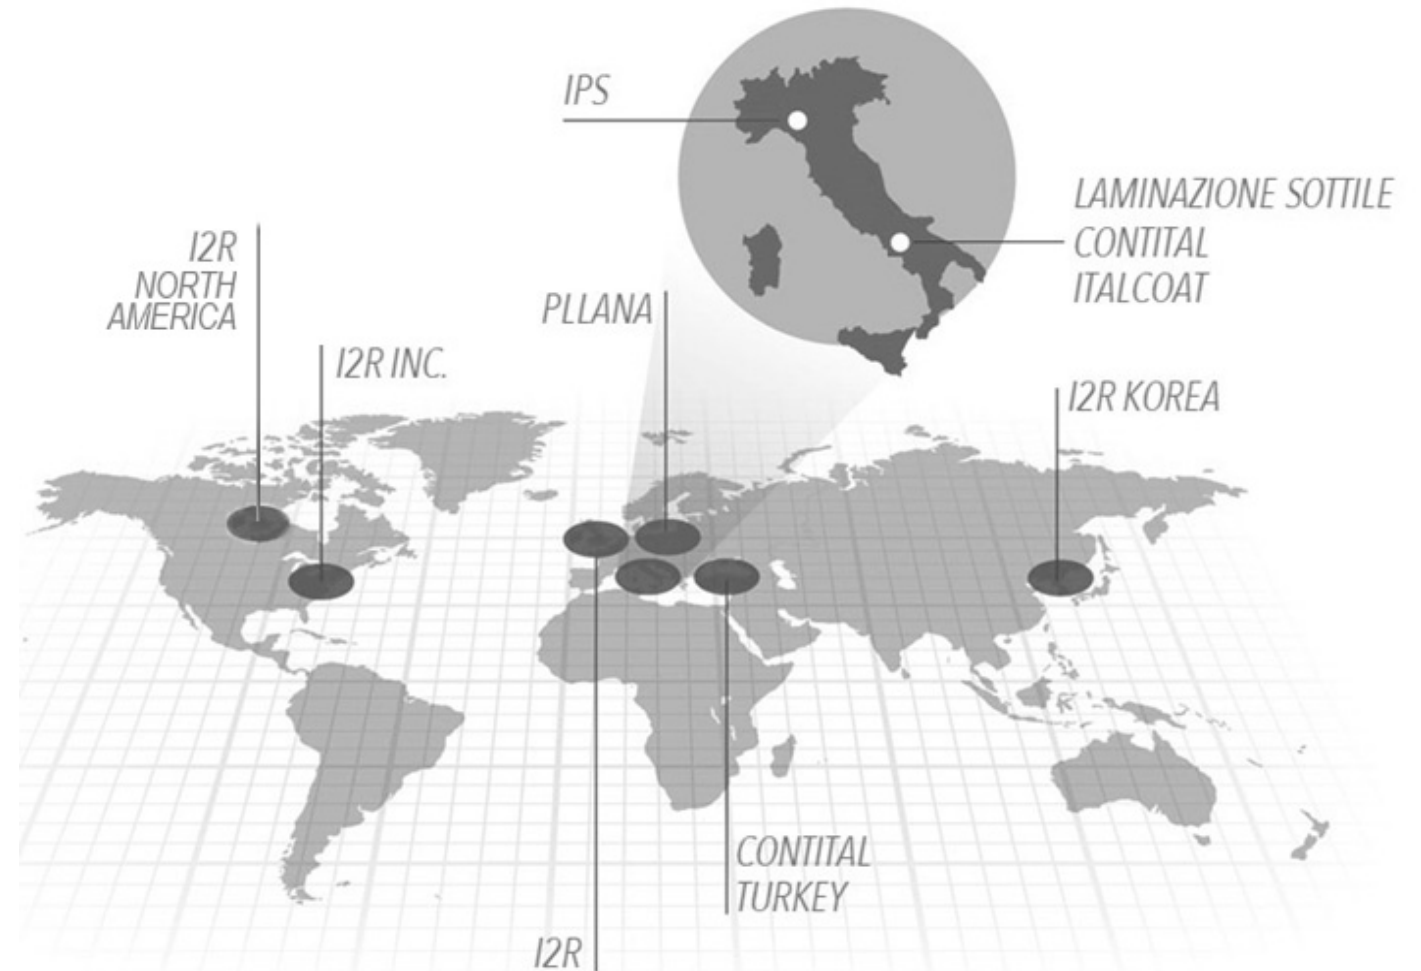 IPS
LAMINAZIONE SOTTILE
CONTITAL
ITALCOAT
I2R
NORTH
AMERICA
PLLANA
I2R INC.
I2R KOREA
CONTITAL
TURKEY
I2R